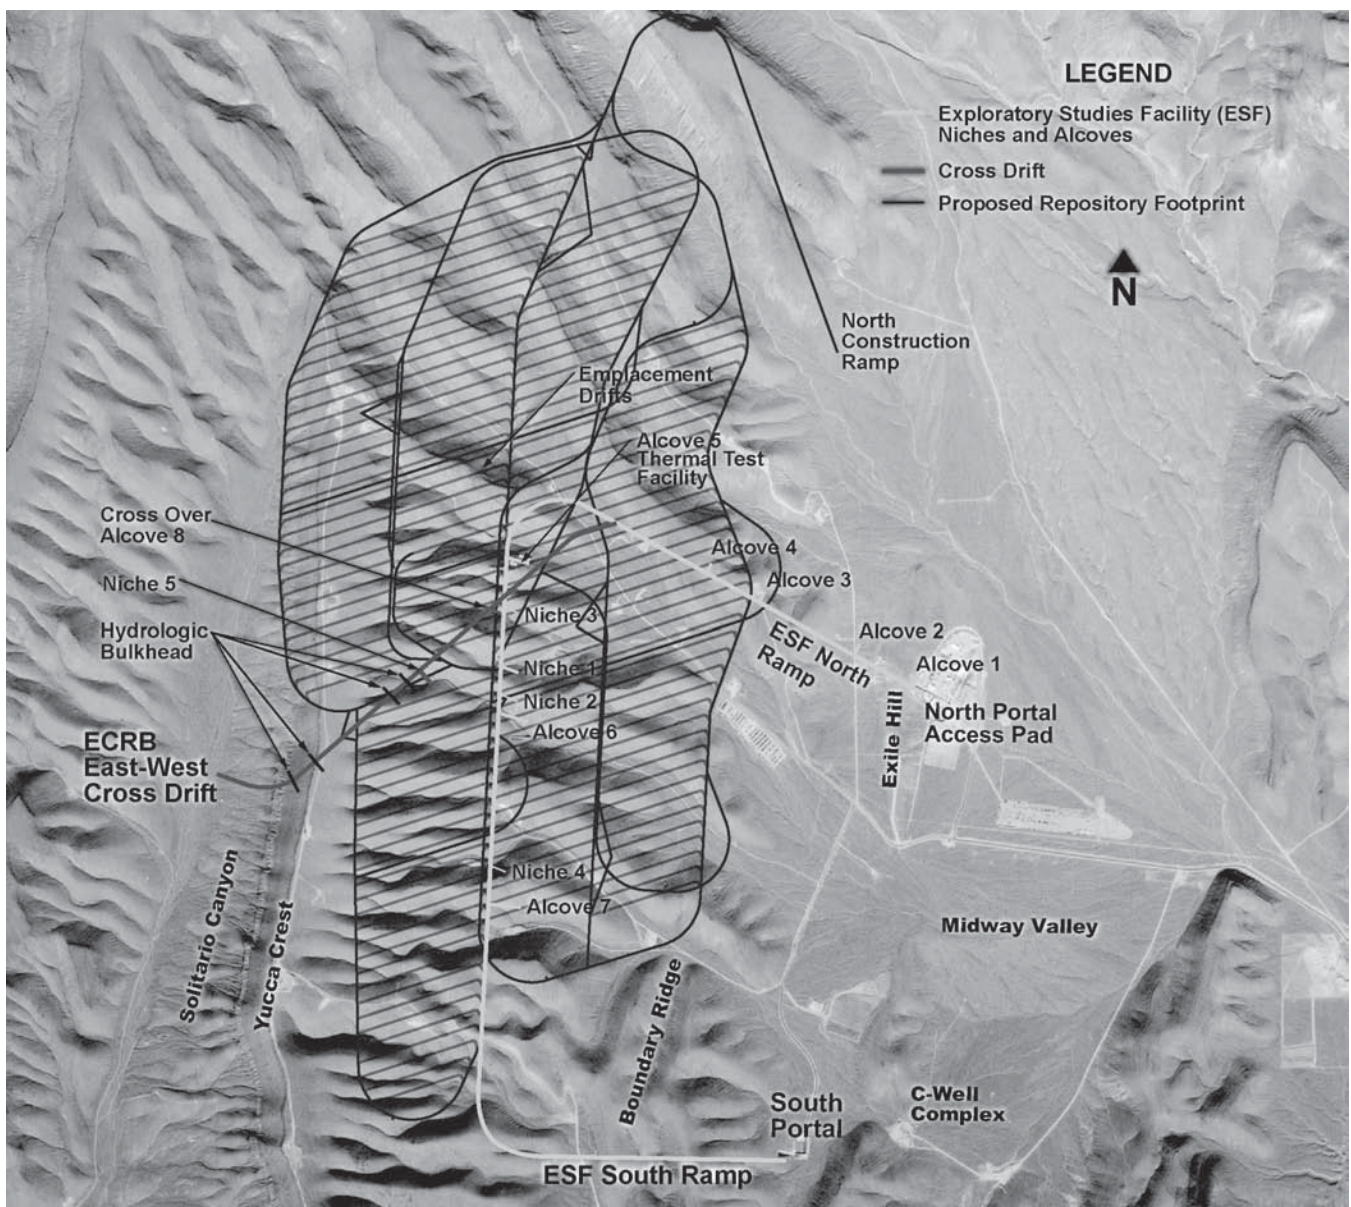 LEGEND
Exploratory Studies Facility (ESF)
Niches and Alcoves
Cross Drift
Proposed Repository Footprint
N
North
Construction
Ramp
Emplacement
Drifts
Alcove 5
Thermal Test
Facility
Cross Over
Alcove 8
Niche 5
Hydrologic
Bulkhead
Alcove 4
Alcove 3
Niche 3
Alcove 2
ESF North
Ramp
Alcove 1
Niche 1
Niche 2
Alcove 6
Exile Hill
North Portal
Access Pad
ECRB
East-West
Cross Drift
Solitario Canyon
Yucca Crest
Niche 4
Alcove 7
Midway Valley
Boundary Ridge
South
Portal
C-Well
Complex
ESF South Ramp